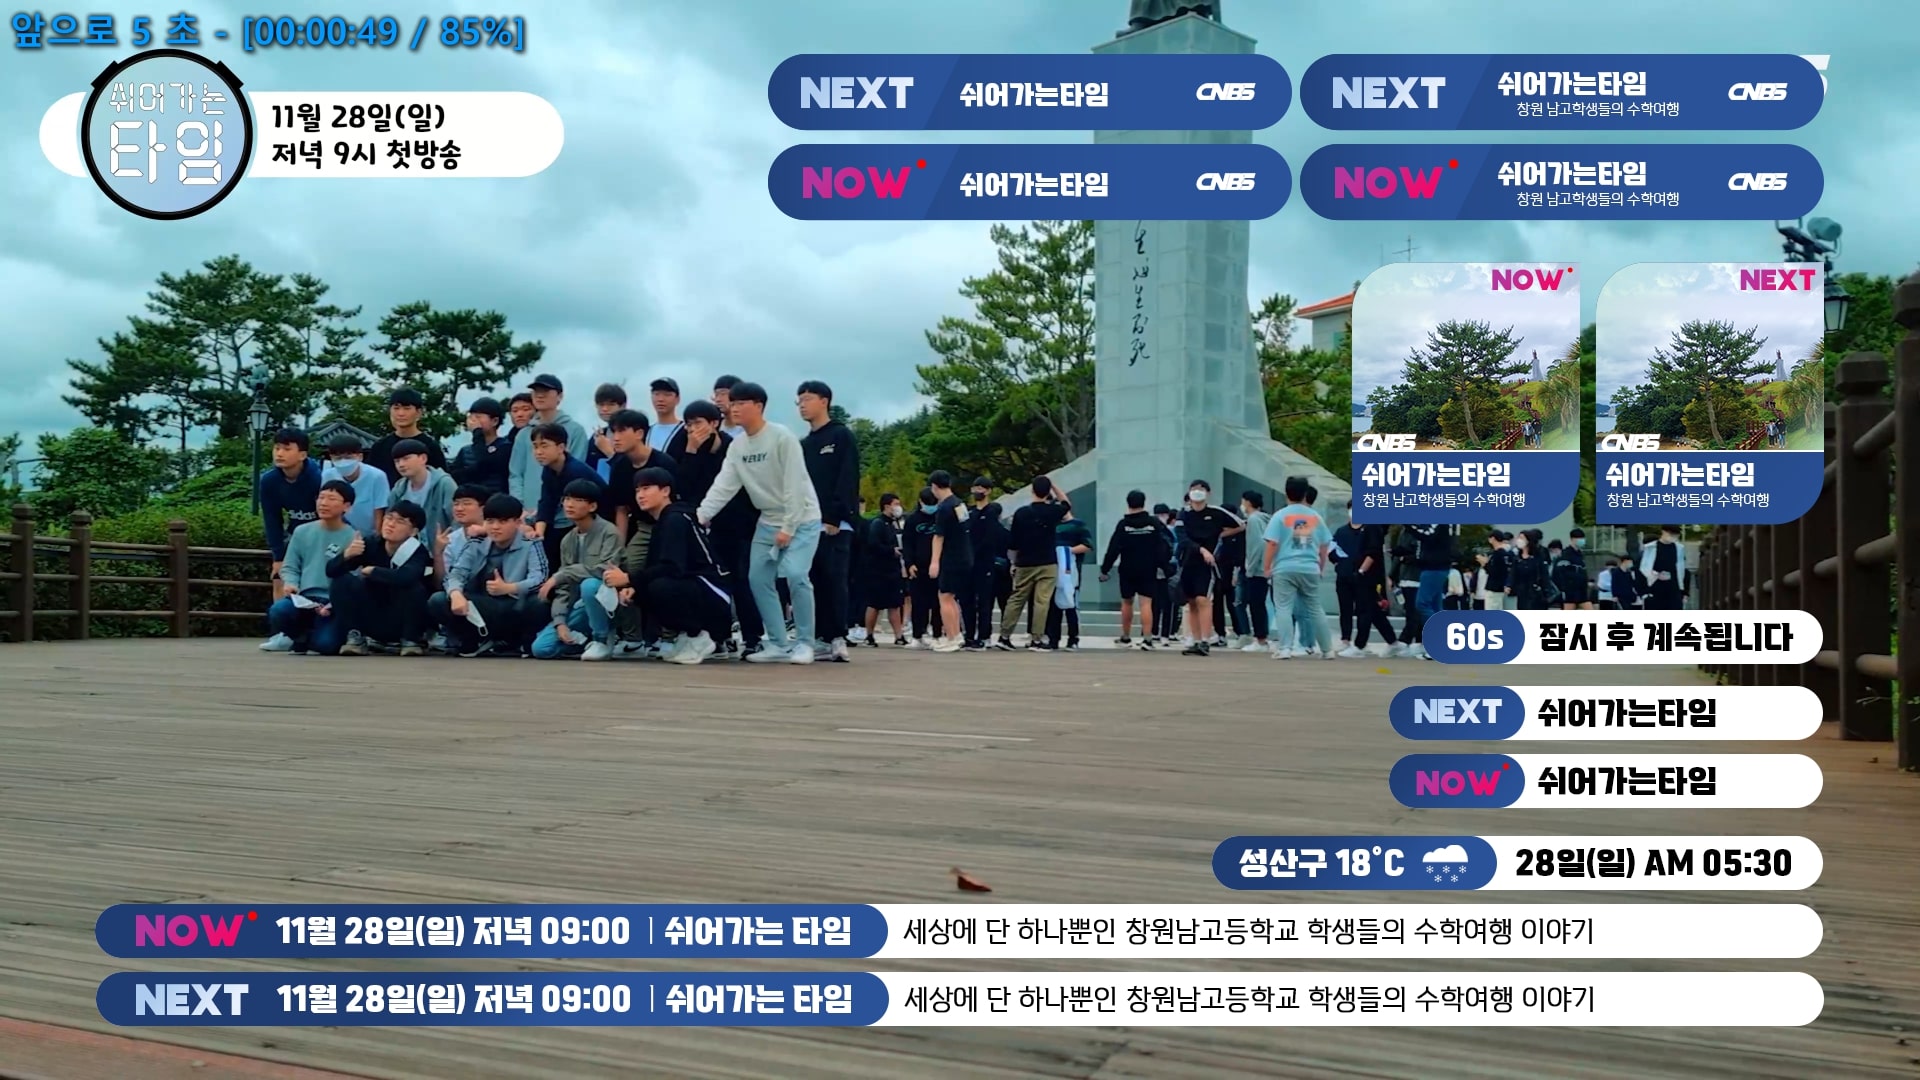 앞으로 5 초 - [00:00:49 / 85%]
쉬어가는
타임
11월 28일(일)
저녁 9시 첫방송
NEXT 쉬어가는타임 CNBS
NEXT 쉬어가는타임 CNBS
창원 남고학생들의 수학여행
NOW 쉬어가는타임 CNBS
NOW 쉬어가는타임 CNBS
창원 남고학생들의 수학여행
必生
NOW
CNBS
쉬어가는타임
창원 남고학생들의 수학여행
NEXT
CNBS
쉬어가는타임
창원 남고학생들의 수학여행
NERDY.
adidas
60s 잠시 후 계속됩니다
NEXT 쉬어가는타임
NOW 쉬어가는타임
성산구 18°C 28일(일) AM 05:30
NOW 11월 28일(일) 저녁 09:00 | 쉬어가는 타임 세상에 단 하나뿐인 창원남고등학교 학생들의 수학여행 이야기
NEXT 11월 28일(일) 저녁 09:00 | 쉬어가는 타임 세상에 단 하나뿐인 창원남고등학교 학생들의 수학여행 이야기